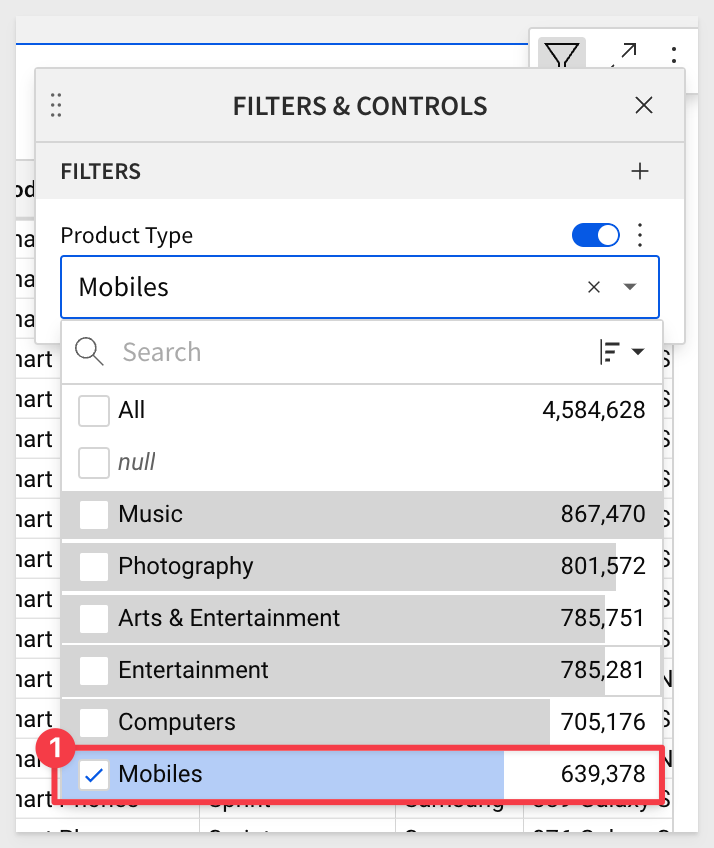 FILTERS & CONTROLS
FILTERS
Product Type
Mobiles
Search
All 4,584,628
null
Music 867,470
Photography 801,572
Arts & Entertainment 785,751
Entertainment 785,281
Computers 705,176
1
Mobiles 639,378